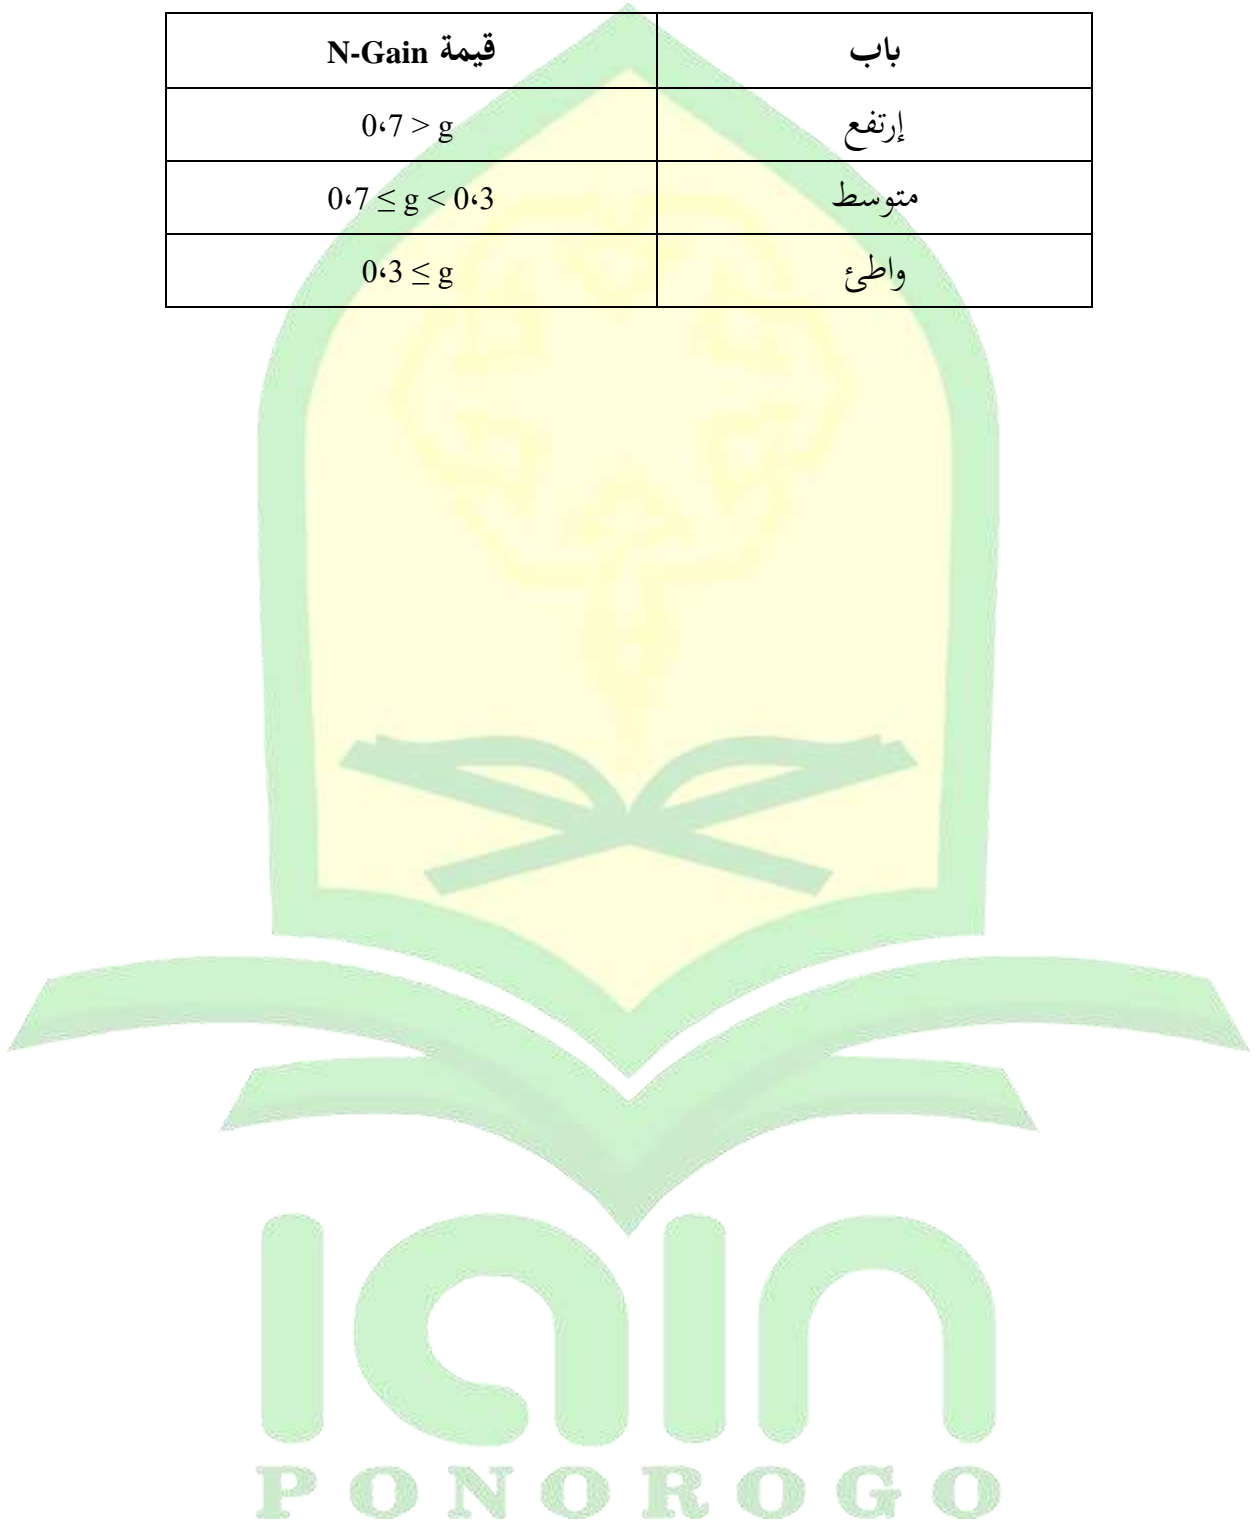 باب	قيمة N-Gain
إرتفع	0،7 > g
متوسط	0،7 ≤ g < 0،3
واطئ	0،3 ≤ g
iain
PONOROGO